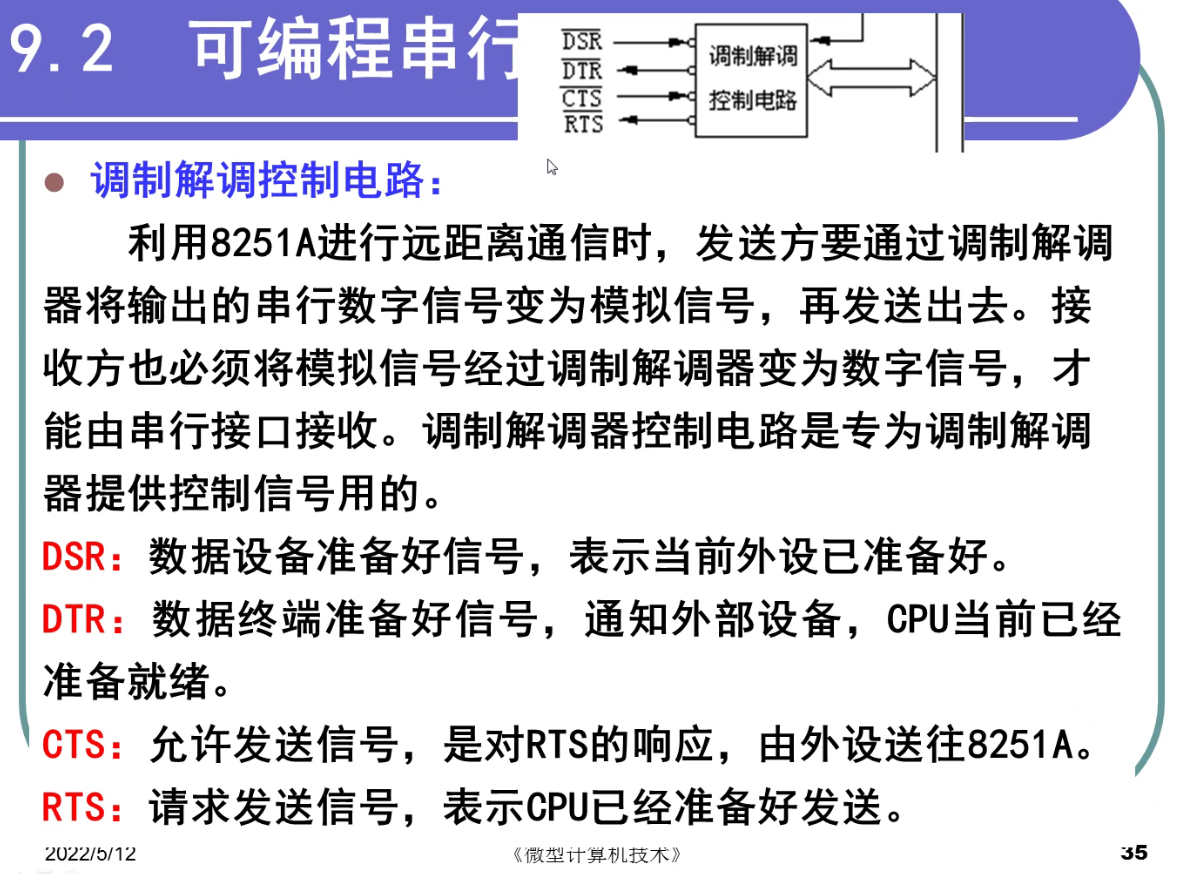 9.2 可编程串行
DSR
DTR
CTS
RTS
调制解调
控制电路
● 调制解调控制电路：
利用8251A进行远距离通信时，发送方要通过调制解调
器将输出的串行数字信号变为模拟信号，再发送出去。接
收方也必须将模拟信号经过调制解调器变为数字信号，才
能由串行接口接收。调制解调器控制电路是专为调制解调
器提供控制信号用的。
DSR：数据设备准备好信号，表示当前外设已准备好。
DTR：数据终端准备好信号，通知外部设备，CPU当前已经
准备就绪。
CTS：允许发送信号，是对RTS的响应，由外设送往8251A。
RTS：请求发送信号，表示CPU已经准备好发送。
2022/5/12
《微型计算机技术》
35